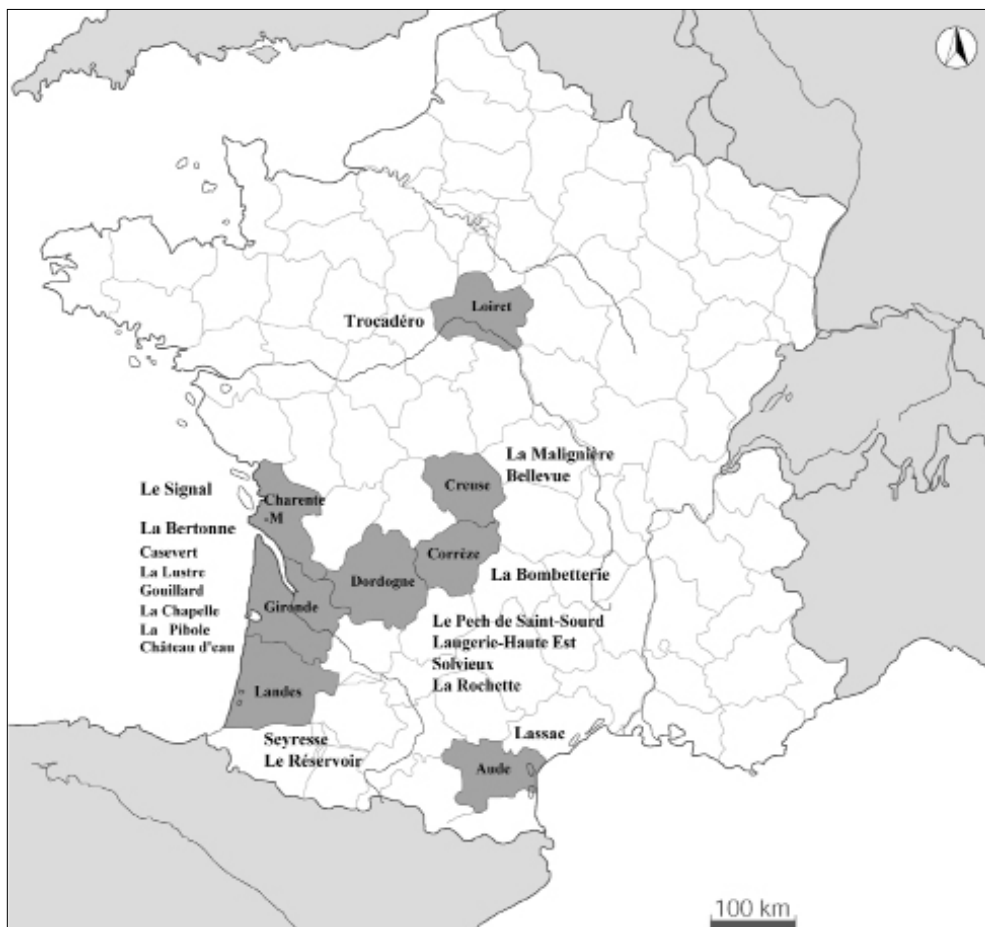 Loiret
Trocadéro
La Malignière
Bellevue
Creuse
Le Signal
Charente
-M
La Bertonne
Casevert
La Lustre
Gouillard
La Chapelle
La Pibole
Château d'eau
Corrèze
Dordogne
La Bombetterie
Gironde
Le Pech de Saint-Sourd
Laugerie-Haute Est
Solvieux
La Rochette
Landes
Seyresse
Le Réservoir
Lassac
Aude
100 km